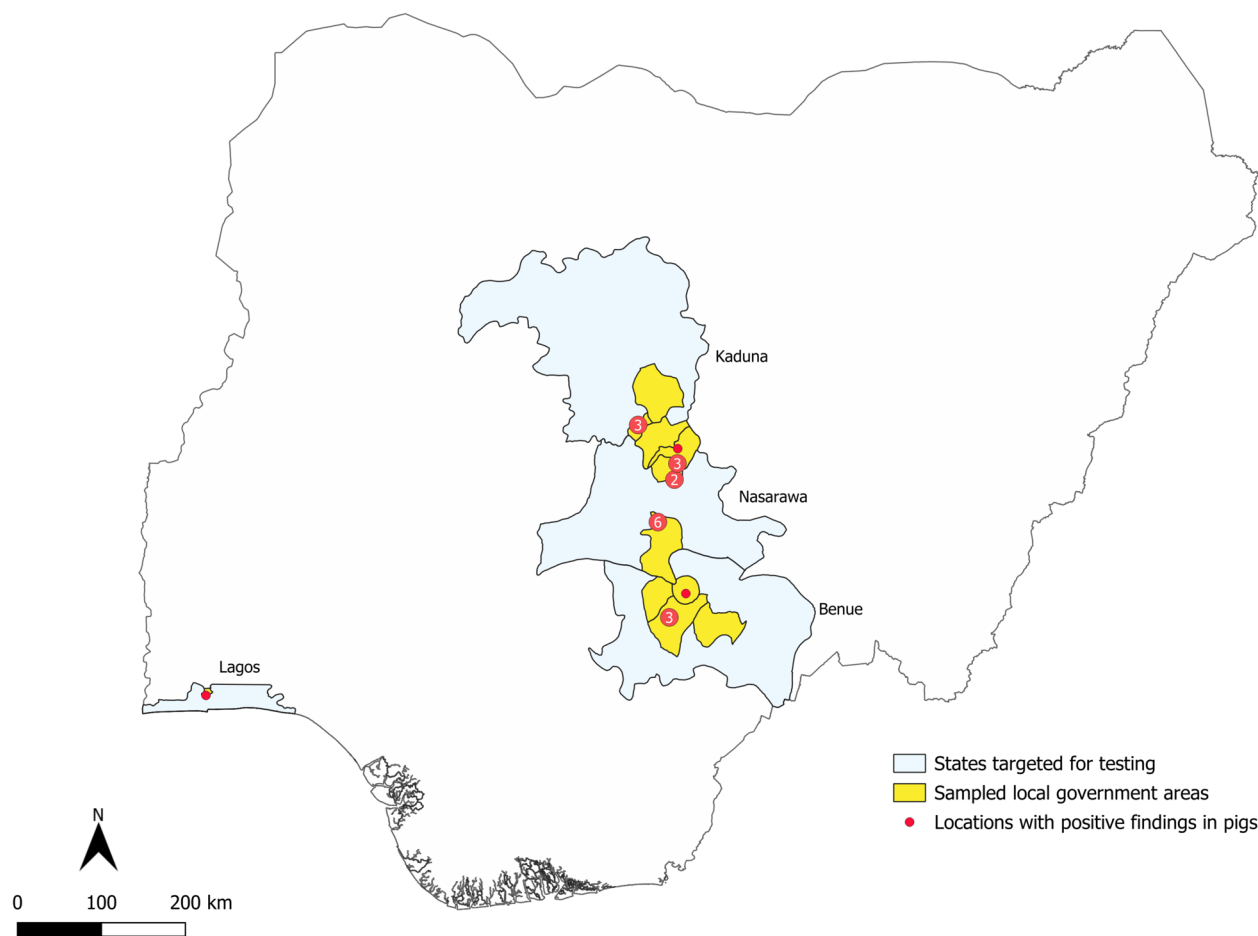 Kaduna
3
3
2
Nasarawa
6
Benue
3
Lagos
States targeted for testing
Sampled local government areas
Locations with positive findings in pigs
N
0 100 200 km